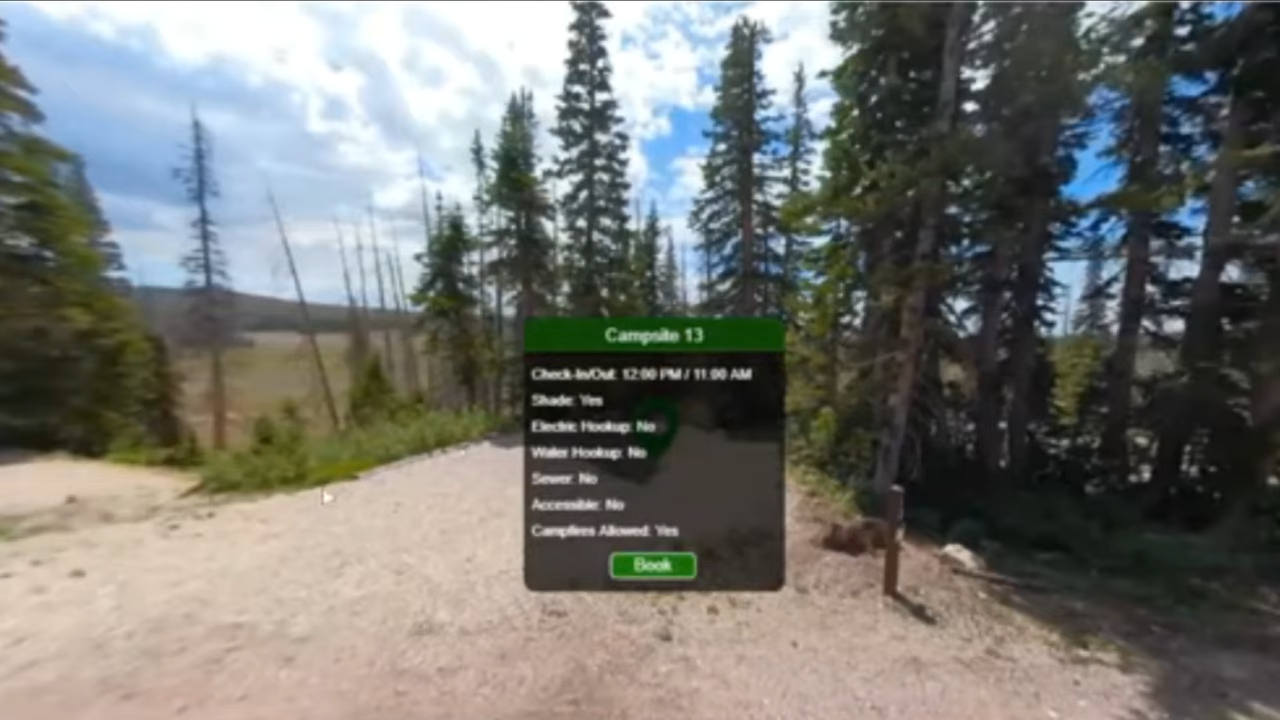 Campsite 13
Check-In/Out: 12:00 PM / 11:00 AM
Shade: Yes
Electric Hookup: No
Water Hookup: No
Sewer: No
Accessible: No
Campfires Allowed: Yes
Book